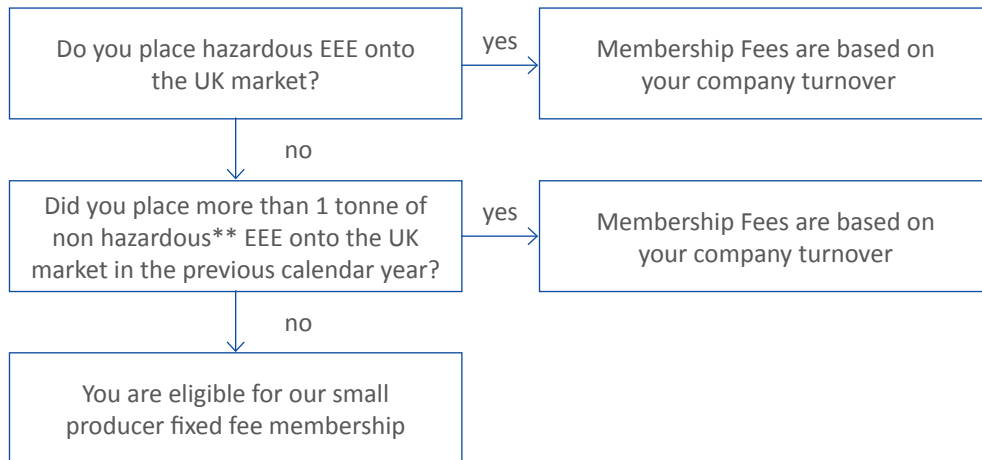 Do you place hazardous EEE onto
the UK market?
yes
Membership Fees are based on
your company turnover
no
Did you place more than 1 tonne of
non hazardous** EEE onto the UK
market in the previous calendar year?
yes
Membership Fees are based on
your company turnover
no
You are eligible for our small
producer fixed fee membership